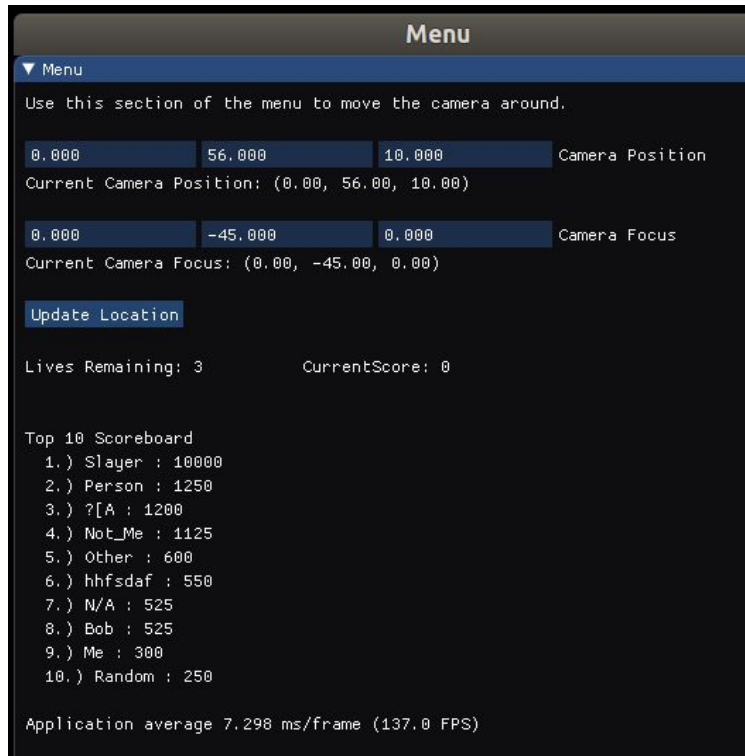 Menu
Menu
Use this section of the menu to move the camera around.
0.000 56.000 10.000 Camera Position
Current Camera Position: (0.00, 56.00, 10.00)
0.000 -45.000 0.000 Camera Focus
Current Camera Focus: (0.00, -45.00, 0.00)
Update Location
Lives Remaining: 3 CurrentScore: 0
Top 10 Scoreboard
1.) Slayer : 10000
2.) Person : 1250
3.) ?[A : 1200
4.) Not_Me : 1125
5.) Other : 600
6.) hhfsdaf : 550
7.) N/A : 525
8.) Bob : 525
9.) Me : 300
10.) Random : 250
Application average 7.298 ms/frame (137.0 FPS)